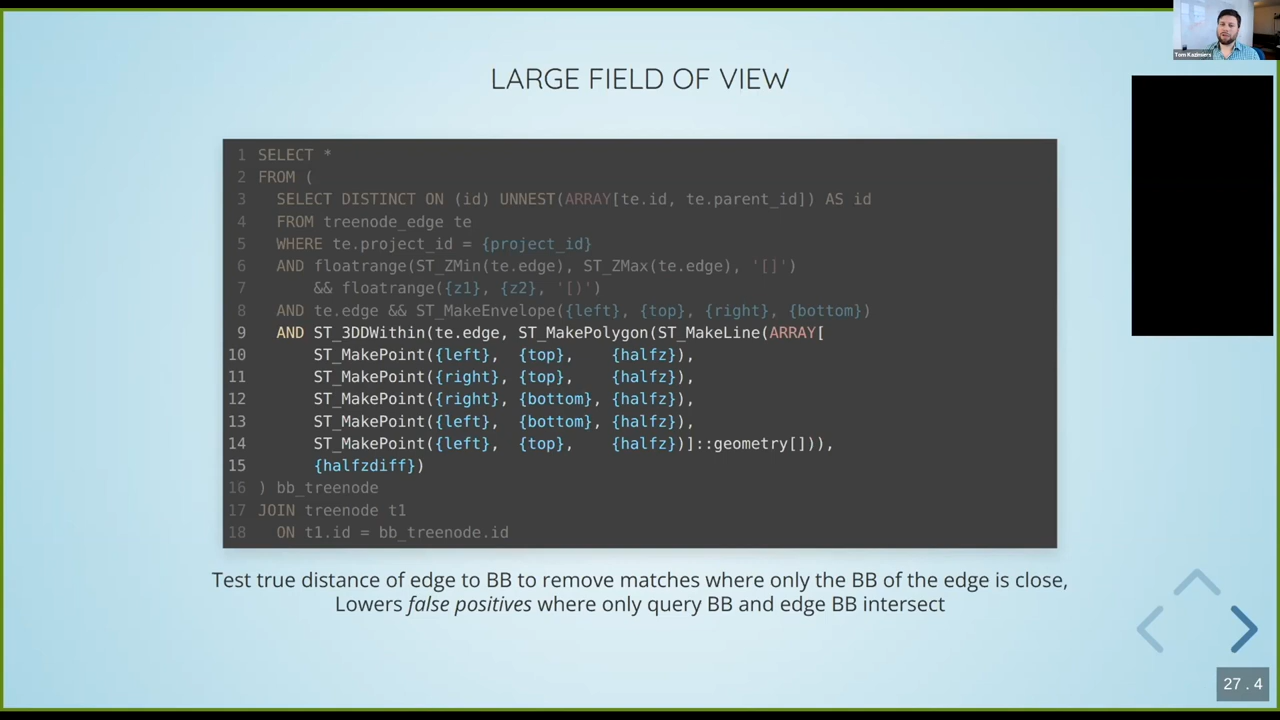 Tom Kazimiers
LARGE FIELD OF VIEW
1 SELECT *
2 FROM (
3 SELECT DISTINCT ON (id) UNNEST(ARRAY[te.id, te.parent_id]) AS id
4 FROM treenode_edge te
5 WHERE te.project_id = {project_id}
6 AND floatrange(ST_ZMin(te.edge), ST_ZMax(te.edge), '[]')
7 && floatrange({z1}, {z2}, '[)')
8 AND te.edge && ST_MakeEnvelope({left}, {top}, {right}, {bottom})
9 AND ST_3DDWithin(te.edge, ST_MakePolygon(ST_MakeLine(ARRAY[
10 ST_MakePoint({left}, {top}, {halfz}),
11 ST_MakePoint({right}, {top}, {halfz}),
12 ST_MakePoint({right}, {bottom}, {halfz}),
13 ST_MakePoint({left}, {bottom}, {halfz}),
14 ST_MakePoint({left}, {top}, {halfz})]::geometry[])),
15 {halfzdiff})
16 ) bb_treenode
17 JOIN treenode t1
18 ON t1.id = bb_treenode.id
Test true distance of edge to BB to remove matches where only the BB of the edge is close,
Lowers false positives where only query BB and edge BB intersect
27.4